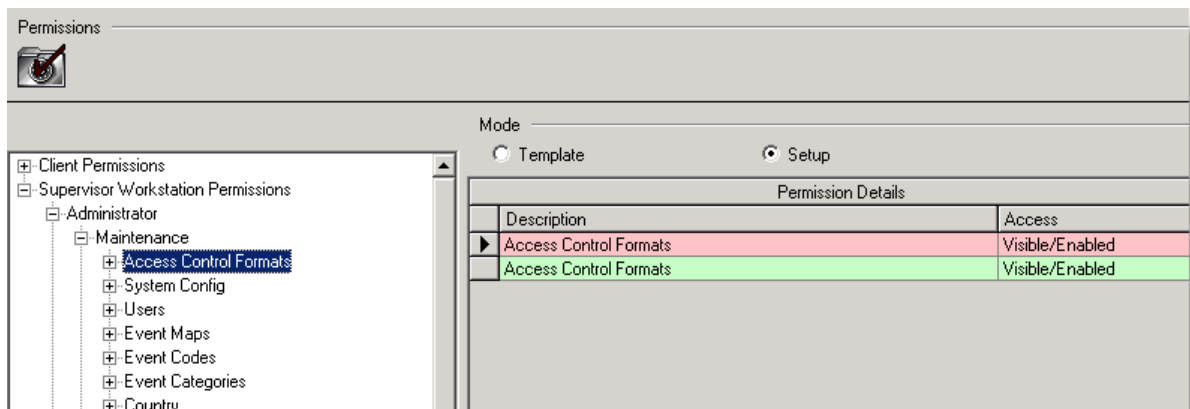 Permissions
Mode
Template
Setup
Client Permissions
Supervisor Workstation Permissions
Administrator
Maintenance
Access Control Formats
System Config
Users
Event Maps
Event Codes
Event Categories
Country
Permission Details
Description Access
Access Control Formats Visible/Enabled
Access Control Formats Visible/Enabled